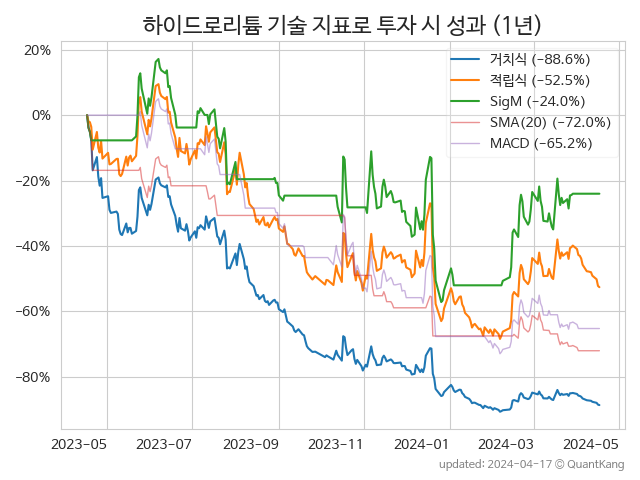 하이드로리튬 기술 지표로 투자 시 성과 (1년)
거치식 (−88.6%)
적립식 (−52.5%)
SigM (−24.0%)
SMA(20) (−72.0%)
MACD (−65.2%)
20%
0%
−20%
−40%
−60%
−80%
2023-05 2023-07 2023-09 2023-11 2024-01 2024-03 2024-05
updated: 2024-04-17 © QuantKang